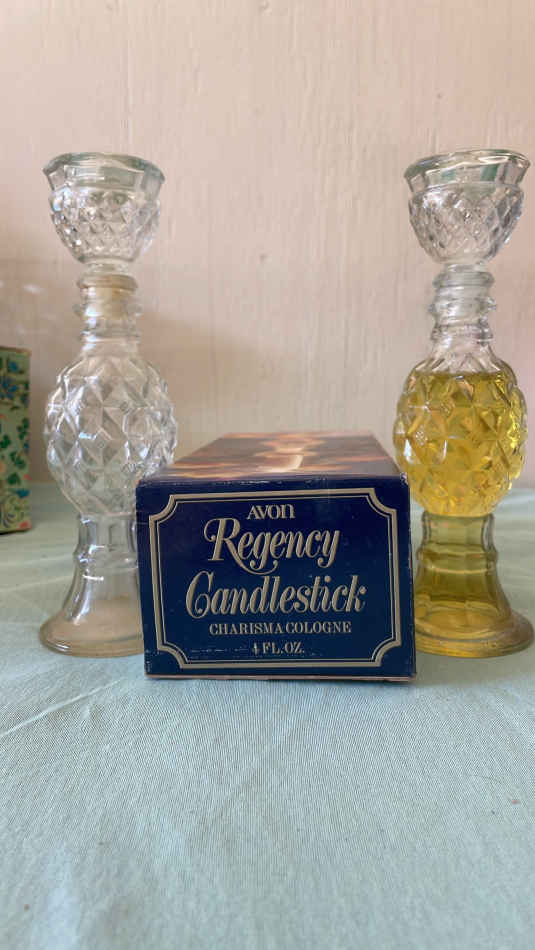 AVON
Regency
Candlestick
CHARISMA COLOGNE
4 FL. OZ.